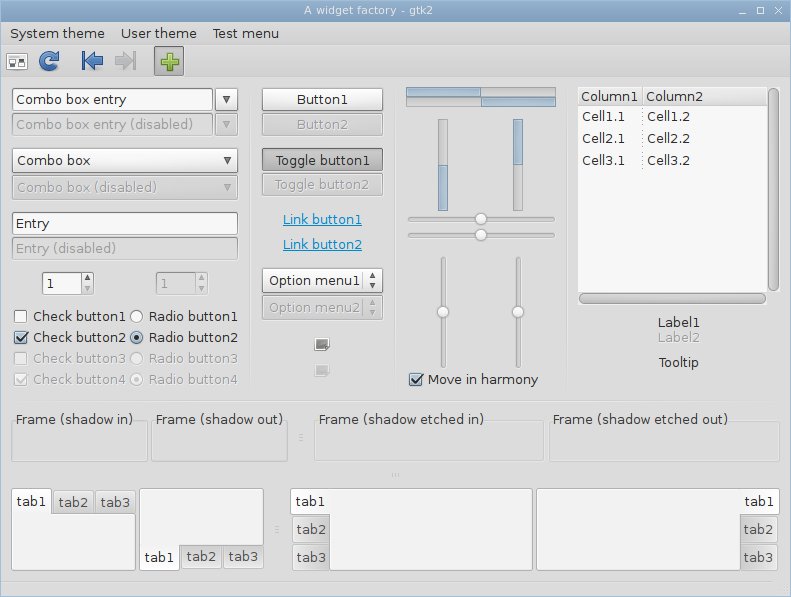 A widget factory - gtk2
System theme User theme Test menu
Combo box entry
Combo box entry (disabled)
Combo box
Combo box (disabled)
Entry
Entry (disabled)
1 1
Check button1 Radio button1
Check button2 Radio button2
Check button3 Radio button3
Check button4 Radio button4
Button1
Button2
Toggle button1
Toggle button2
Link button1
Link button2
Option menu1
Option menu2
Move in harmony
Column1 Column2
Cell1.1 Cell1.2
Cell2.1 Cell2.2
Cell3.1 Cell3.2
Label1
Label2
Tooltip
Frame (shadow in) Frame (shadow out) Frame (shadow etched in) Frame (shadow etched out)
tab1 tab2 tab3
tab1 tab2 tab3
tab1
tab2
tab3
tab1
tab2
tab3